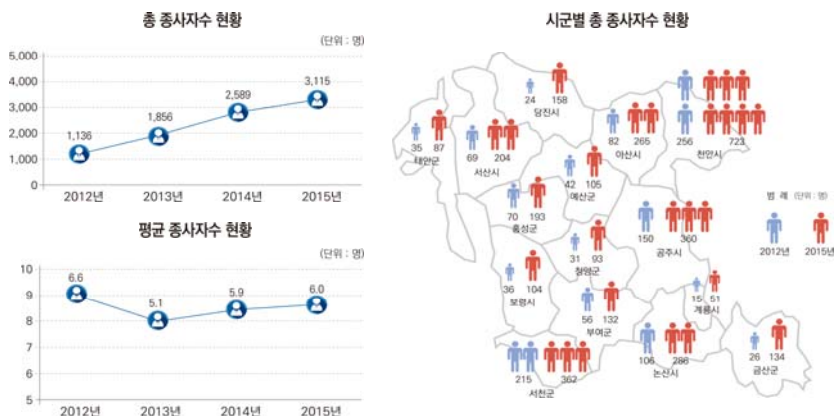 총 종사자수 현황
(단위 : 명)
5,000
4,000
3,000
2,000
1,000
0
1,136
1,856
2,589
3,115
2012년 2013년 2014년 2015년
평균 종사자수 현황
(단위 : 명)
10
9
8
7
6
5
6.6
5.1
5.9
6.0
2012년 2013년 2014년 2015년
시군별 총 종사자수 현황
24 158
당진시
35 87
태안군
69 204
서산시
82 265
아산시
256 723
천안시
42 105
예산군
70 193
홍성군
150 360
공주시
31 93
청양군
36 104
보령시
15 51
계룡시
56 132
부여군
215 362
서천군
106 286
논산시
26 134
금산군
범 례 (단위 : 명)
2012년 2015년